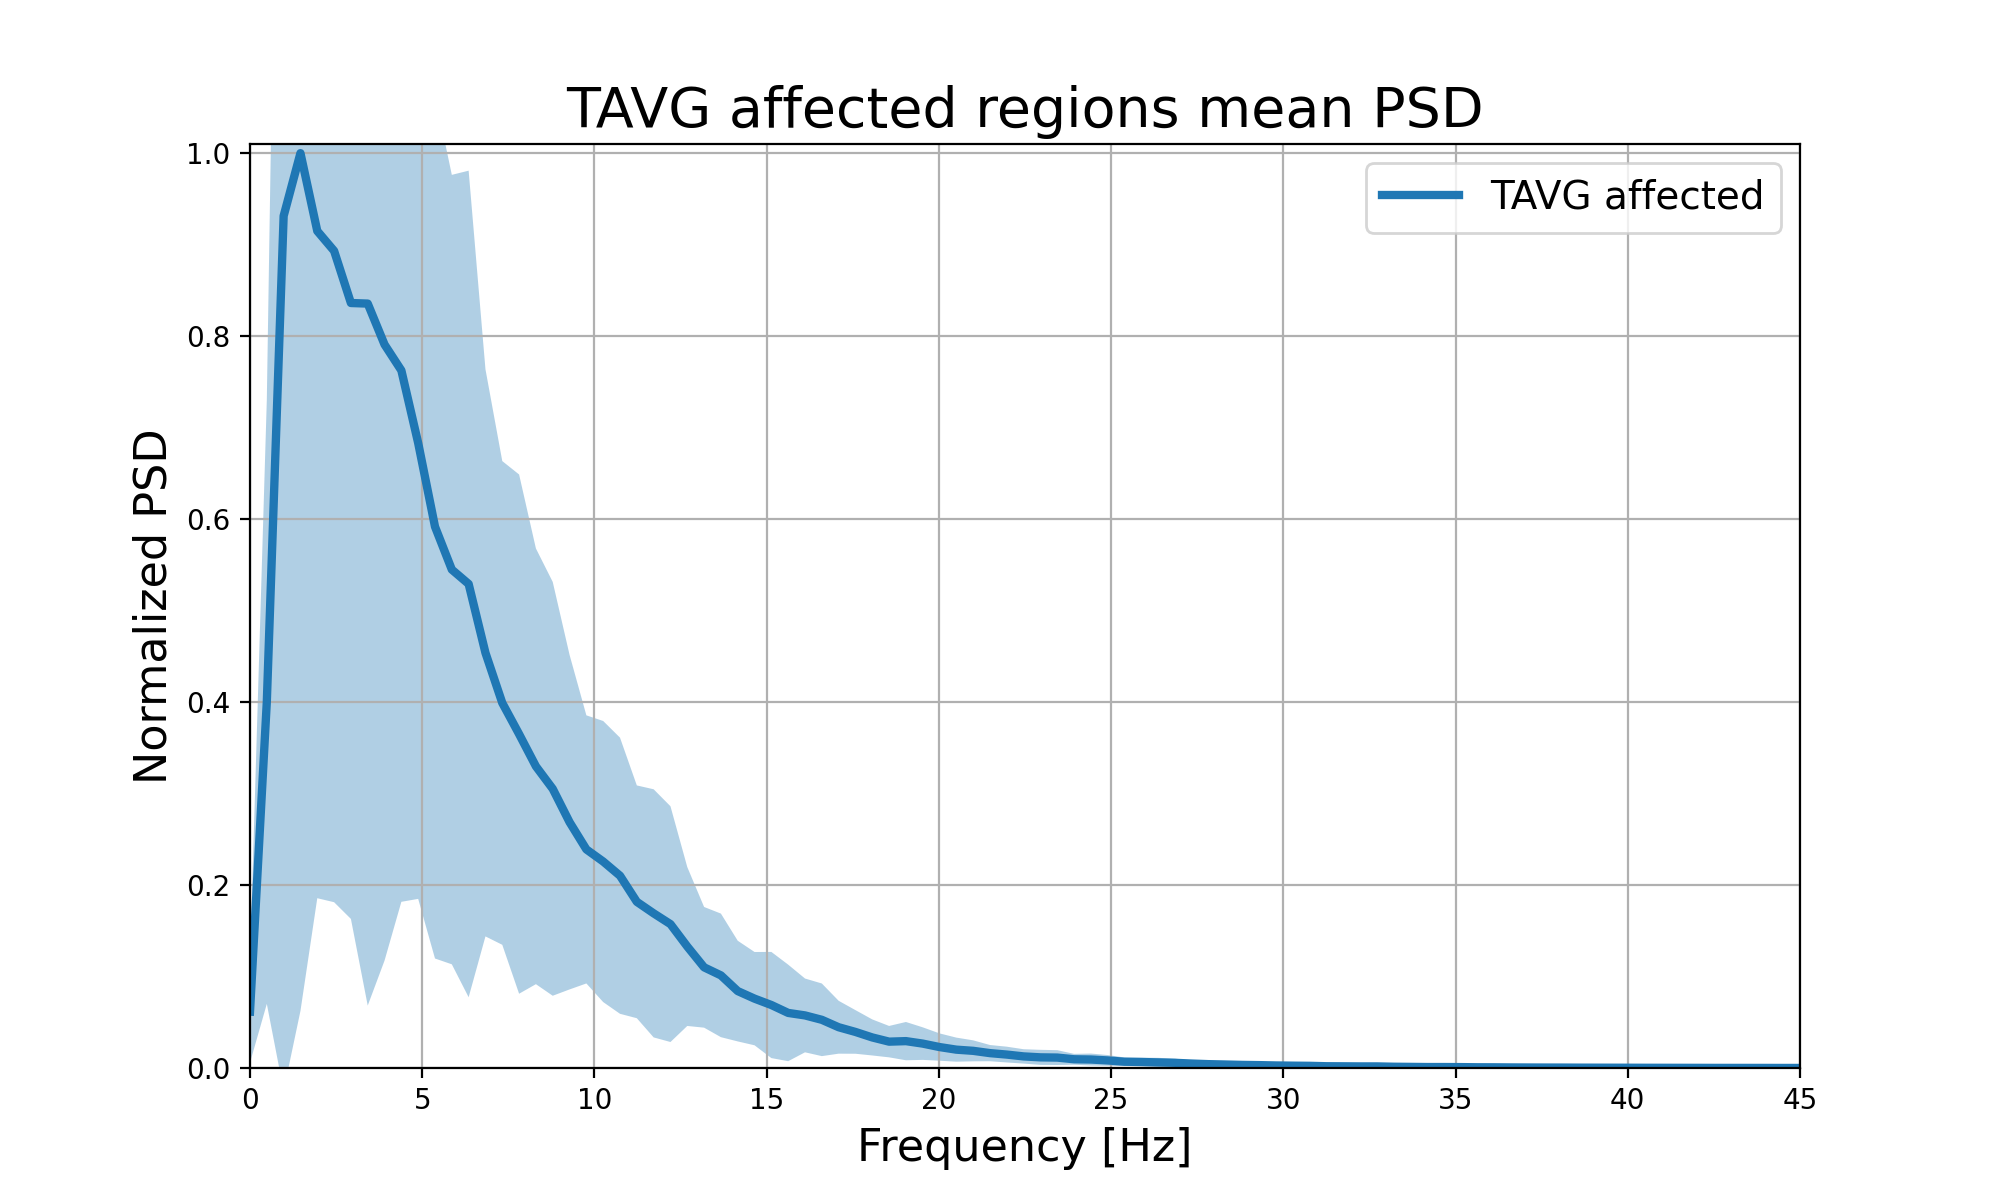 TAVG affected regions mean PSD
TAVG affected
Normalized PSD
1.0
0.8
0.6
0.4
0.2
0.0
0 5 10 15 20 25 30 35 40 45
Frequency [Hz]